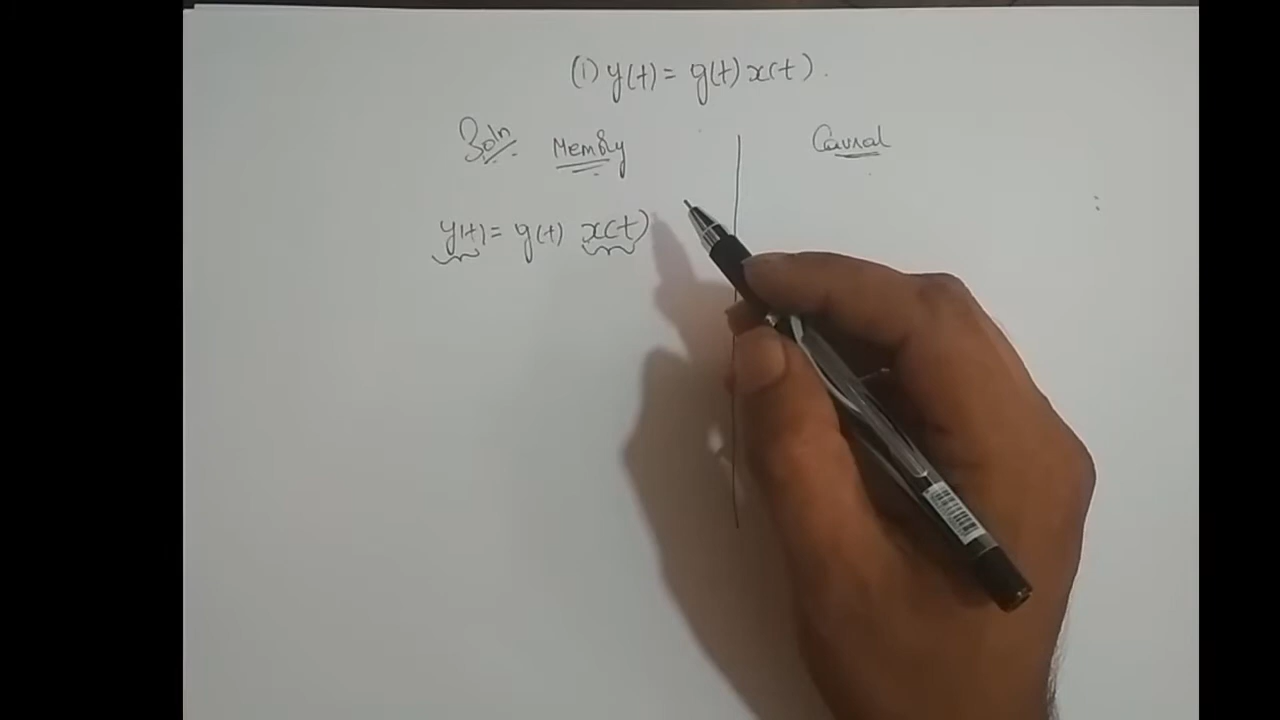 (1) y(t) = g(t) x(t).
Soln Memory Causal
y(t) = g(t) x(t)